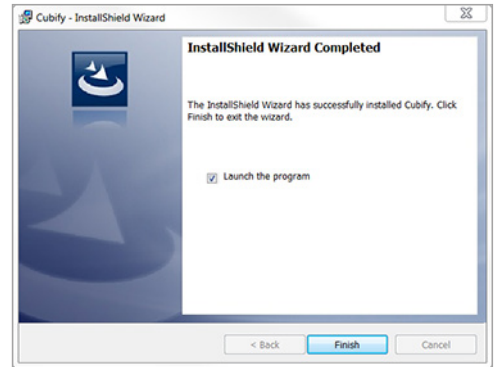 Cubify - InstallShield Wizard
InstallShield Wizard Completed
The InstallShield Wizard has successfully installed Cubify. Click
Finish to exit the wizard.
Launch the program
< Back
Finish
Cancel